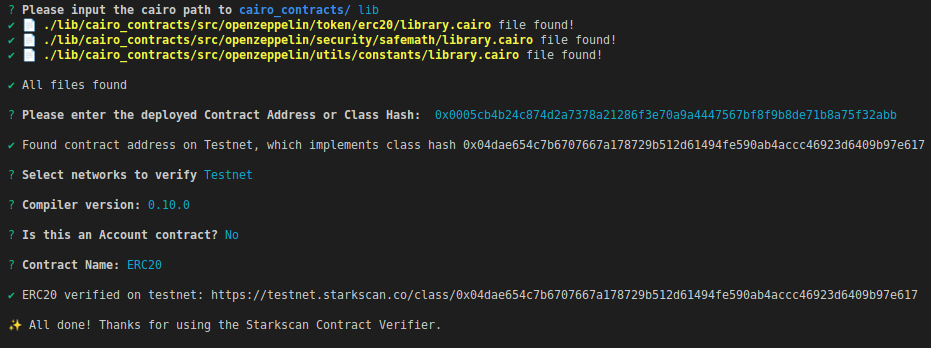 ? Please input the cairo path to cairo_contracts/ lib
✔ 📄 ./lib/cairo_contracts/src/openzeppelin/token/erc20/library.cairo file found!
✔ 📄 ./lib/cairo_contracts/src/openzeppelin/security/safemath/library.cairo file found!
✔ 📄 ./lib/cairo_contracts/src/openzeppelin/utils/constants/library.cairo file found!
✔ All files found
? Please enter the deployed Contract Address or Class Hash:  0x0005cb4b24c874d2a7378a21286f3e70a9a4447567bf8f9b8de71b8a75f32abb
✔ Found contract address on Testnet, which implements class hash 0x04dae654c7b6707667a178729b512d61494fe590ab4accc46923d6409b97e617
? Select networks to verify Testnet
? Compiler version: 0.10.0
? Is this an Account contract? No
? Contract Name: ERC20
✔ ERC20 verified on testnet: https://testnet.starkscan.co/class/0x04dae654c7b6707667a178729b512d61494fe590ab4accc46923d6409b97e617
✨ All done! Thanks for using the Starkscan Contract Verifier.